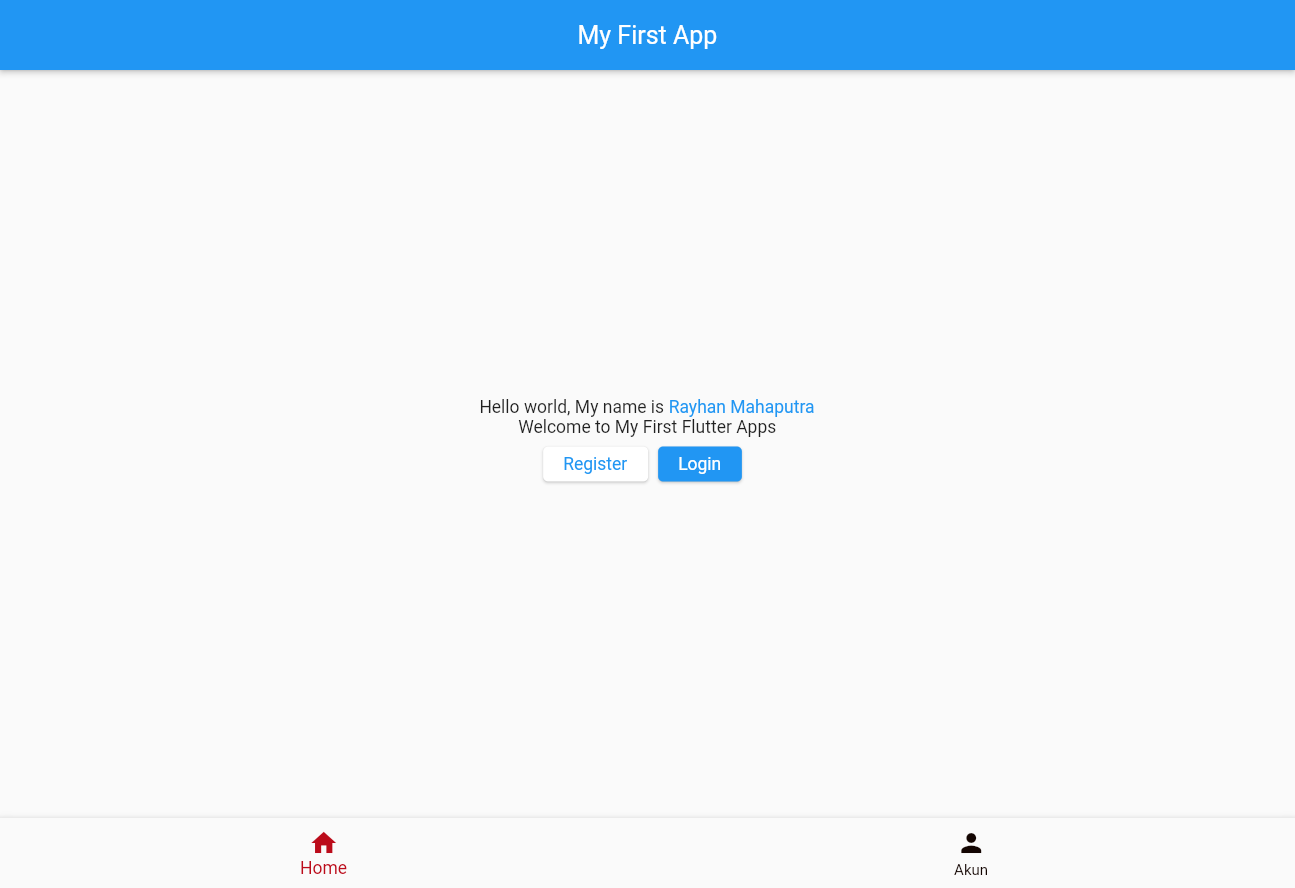 My First App
Hello world, My name is Rayhan Mahaputra
Welcome to My First Flutter Apps
Register Login
Home Akun